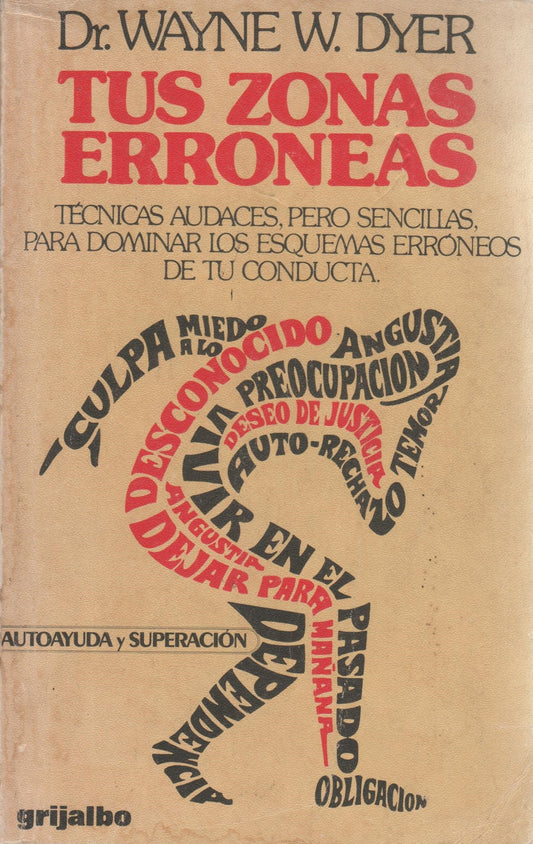 Dr. WAYNE W. DYER
TUS ZONAS
ERRONEAS
TÉCNICAS AUDACES, PERO SENCILLAS,
PARA DOMINAR LOS ESQUEMAS ERRÓNEOS
DE TU CONDUCTA.
CULPA
MIEDO
A LO
DESCONOCIDO
ANGUSTIA
PREOCUPACION
TEMOR
DESEO DE JUSTICIA
AUTO-RECHAZO
VIVIR EN EL
PASADO
ANGUSTIA
DEJAR PARA
MAÑANA
DEPENDENCIA
OBLIGACION
AUTOAYUDA y SUPERACIÓN
grijalbo